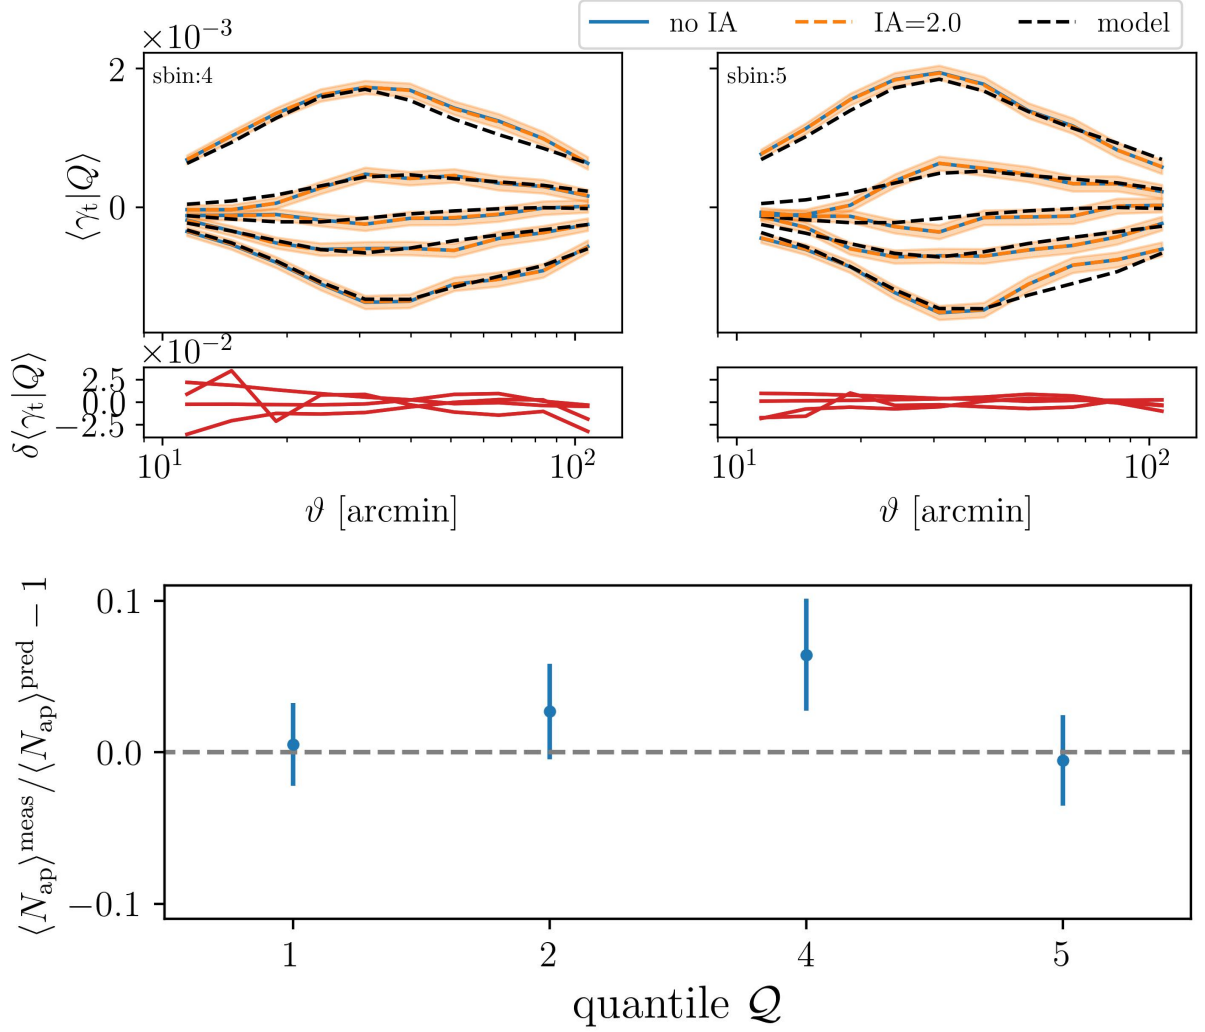 no IA IA=2.0 model
×10⁻³
sbin:4 sbin:5
2
0
⟨γₜ|Q⟩
×10⁻²
2.5
0.0
−2.5
δ⟨γₜ|Q⟩
10¹ 10² 10¹ 10²
ϑ [arcmin] ϑ [arcmin]
0.1
0.0
−0.1
⟨N_ap⟩^meas/⟨N_ap⟩^pred − 1
1 2 4 5
quantile 𝒬